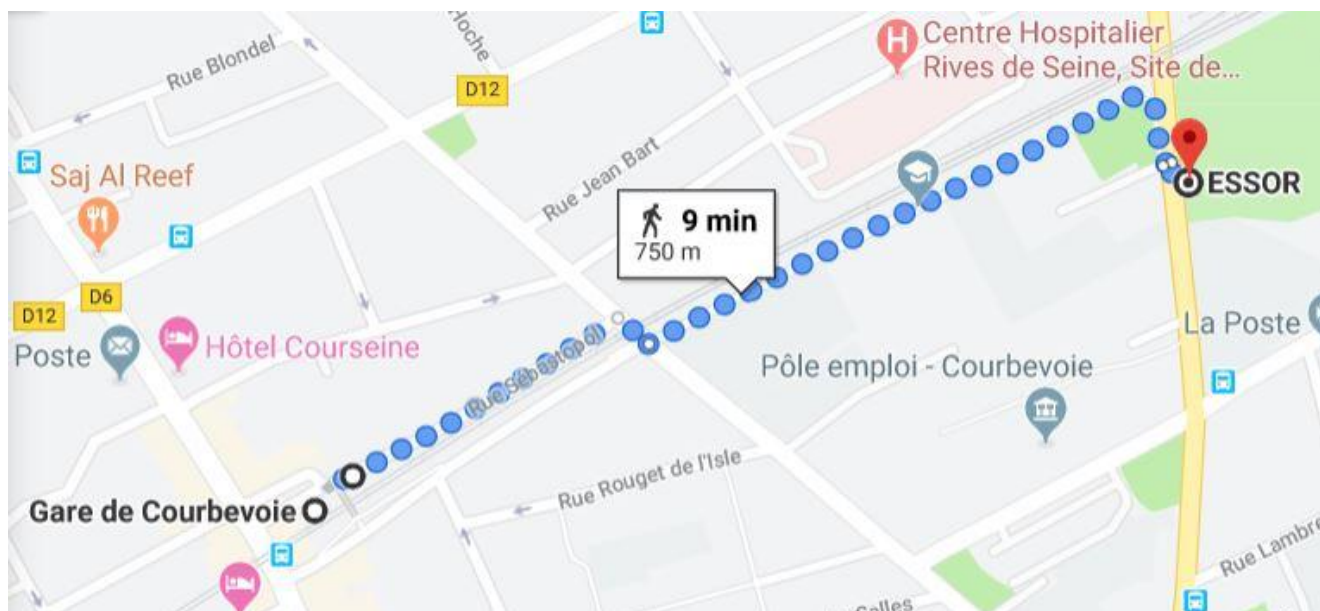 Hoche
Centre Hospitalier
Rives de Seine, Site de...
Rue Blondel
D12
Saj Al Reef
Rue Jean Bart
9 min
750 m
ESSOR
D6
D12
Poste
Hôtel Courseine
Rue Sébastopol
La Poste
Pôle emploi - Courbevoie
Rue Rouget de l'Isle
Gare de Courbevoie
Rue Lambre
Salles